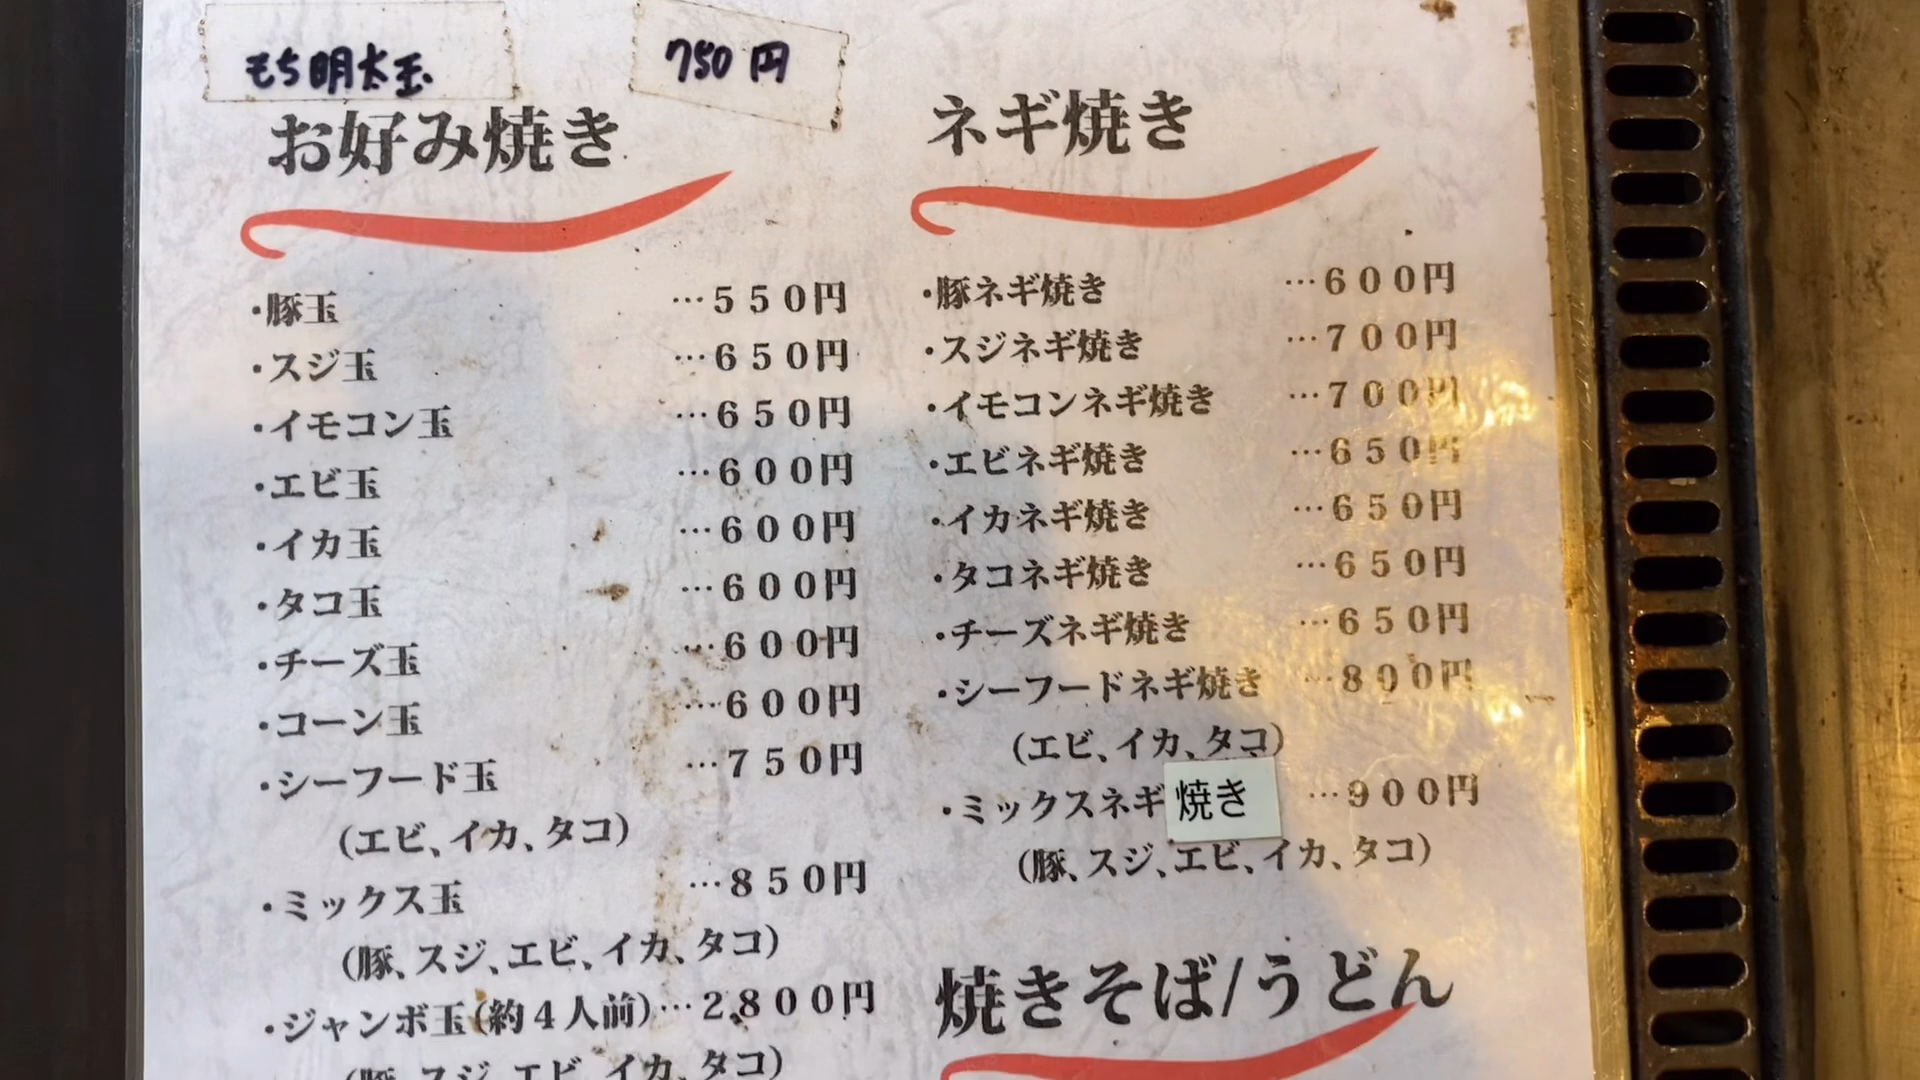 もち明太玉 750円
お好み焼き
・豚玉 …550円
・スジ玉 …650円
・イモコン玉 …650円
・エビ玉 …600円
・イカ玉 …600円
・タコ玉 …600円
・チーズ玉 …600円
・コーン玉 …600円
・シーフード玉 …750円
(エビ、イカ、タコ)
・ミックス玉 …850円
(豚、スジ、エビ、イカ、タコ)
・ジャンボ玉(約4人前)…2,800円
(豚、スジ、エビ、イカ、タコ)
ネギ焼き
・豚ネギ焼き …600円
・スジネギ焼き …700円
・イモコンネギ焼き …700円
・エビネギ焼き …650円
・イカネギ焼き …650円
・タコネギ焼き …650円
・チーズネギ焼き …650円
・シーフードネギ焼き …800円
(エビ、イカ、タコ)
・ミックスネギ焼き …900円
(豚、スジ、エビ、イカ、タコ)
焼きそば/うどん